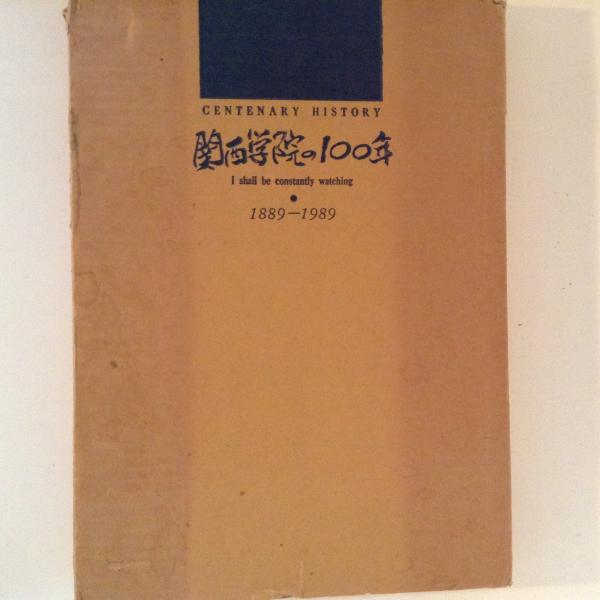 CENTENARY HISTORY
関西学院の100年
I shall be constantly watching
1889—1989